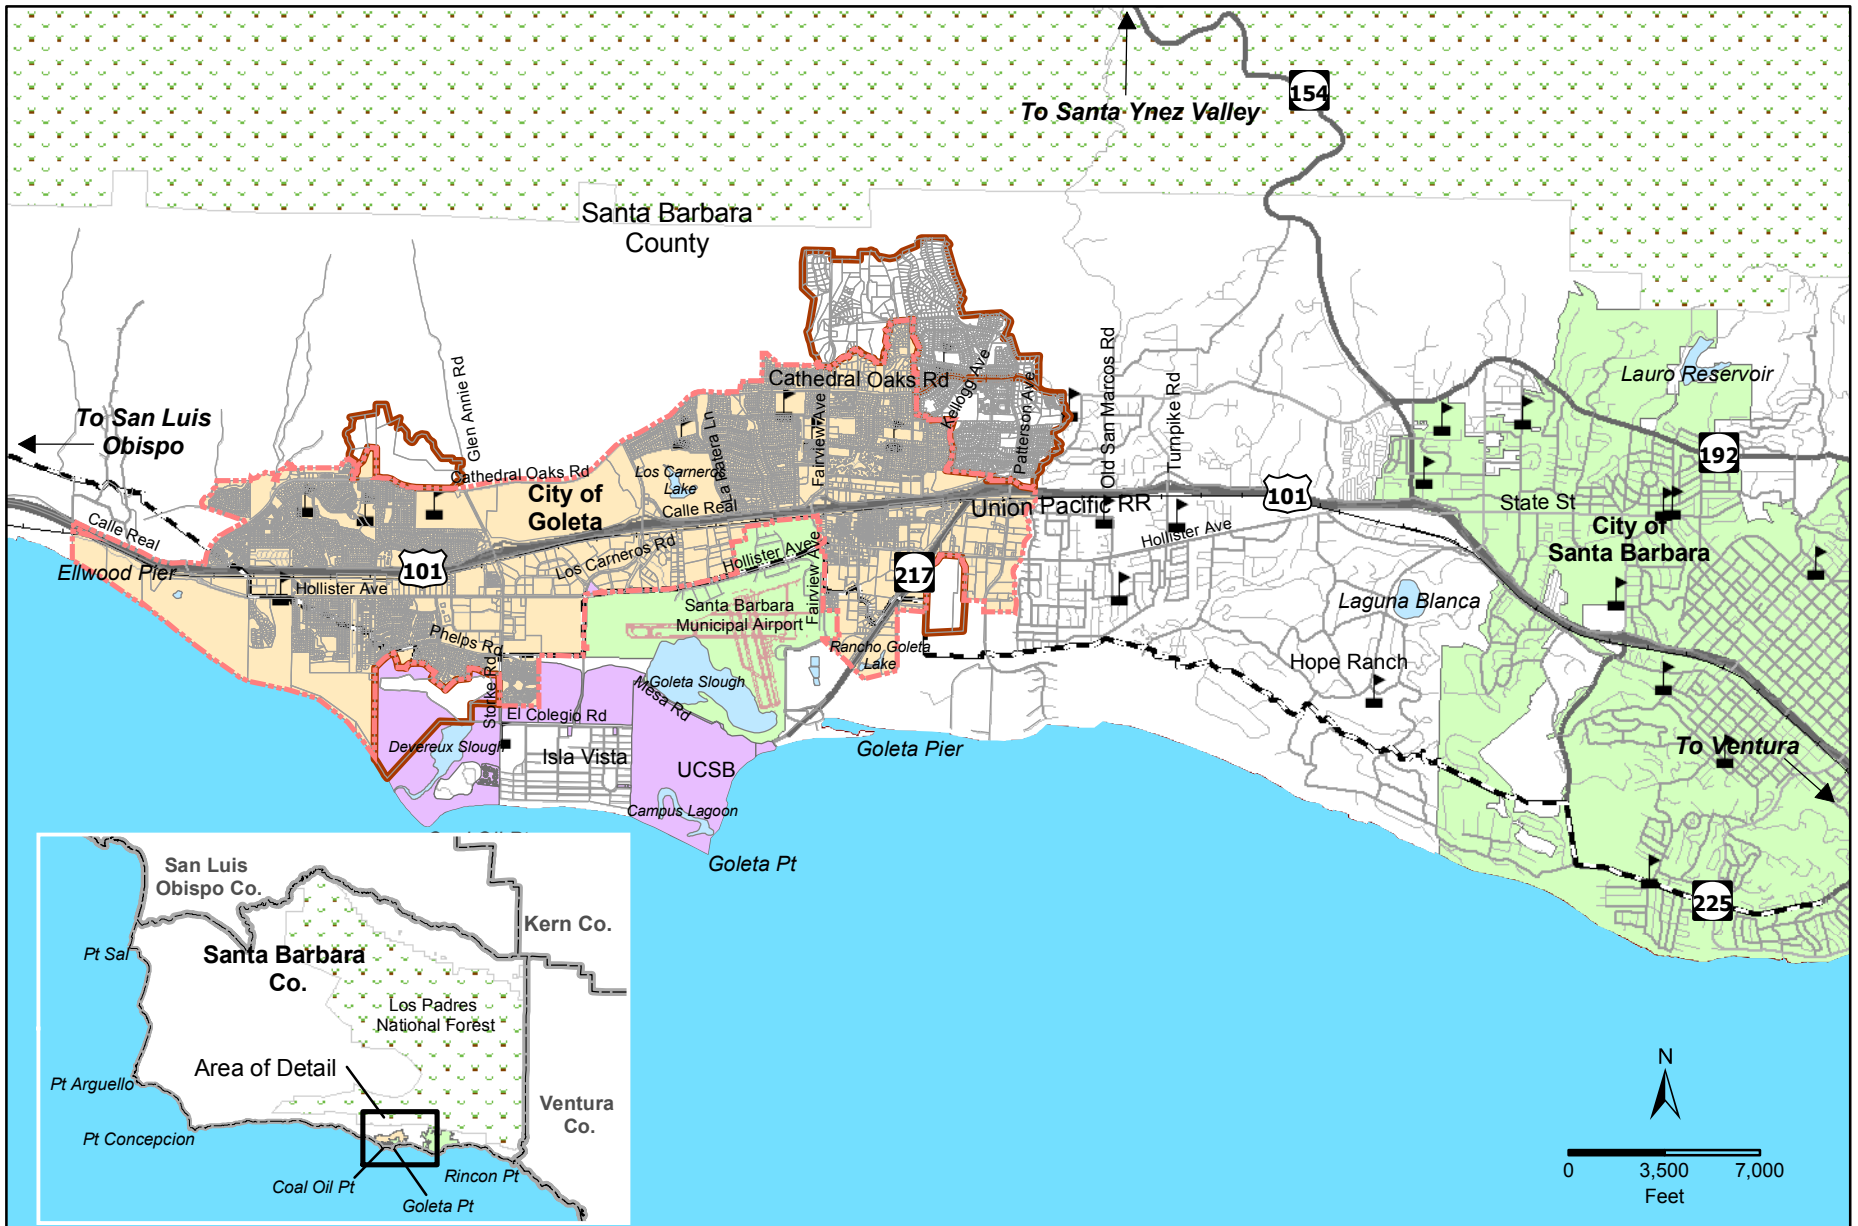 154
To Santa Ynez Valley
Santa Barbara
County
Glen Annie Rd
Cathedral Oaks Rd
Kellogg Ave
Patterson Ave
Old San Marcos Rd
Turnpike Rd
Lauro Reservoir
To San Luis
Obispo
Cathedral Oaks Rd
La Patera Ln
Fairview Ave
Los Carneros
Lake
192
City of
Goleta
Calle Real
Union Pacific RR
101
State St
City of
Santa Barbara
Calle Real
Hollister Ave
Los Carneros Rd
Hollister Ave
Fairview Ave
217
Ellwood Pier
101
Hollister Ave
Santa Barbara
Municipal Airport
Laguna Blanca
Phelps Rd
Rancho Goleta
Lake
Hope Ranch
Goleta Slough
Mesa Rd
Storke Rd
El Colegio Rd
Devereux Slough
Isla Vista
UCSB
Goleta Pier
To Ventura
Campus Lagoon
Goleta Pt
225
San Luis
Obispo Co.
Kern Co.
Pt Sal
Santa Barbara
Co.
Los Padres
National Forest
Area of Detail
Pt Arguello
Ventura
Co.
Pt Concepcion
Rincon Pt
Coal Oil Pt
Goleta Pt
N
0 3,500 7,000
Feet